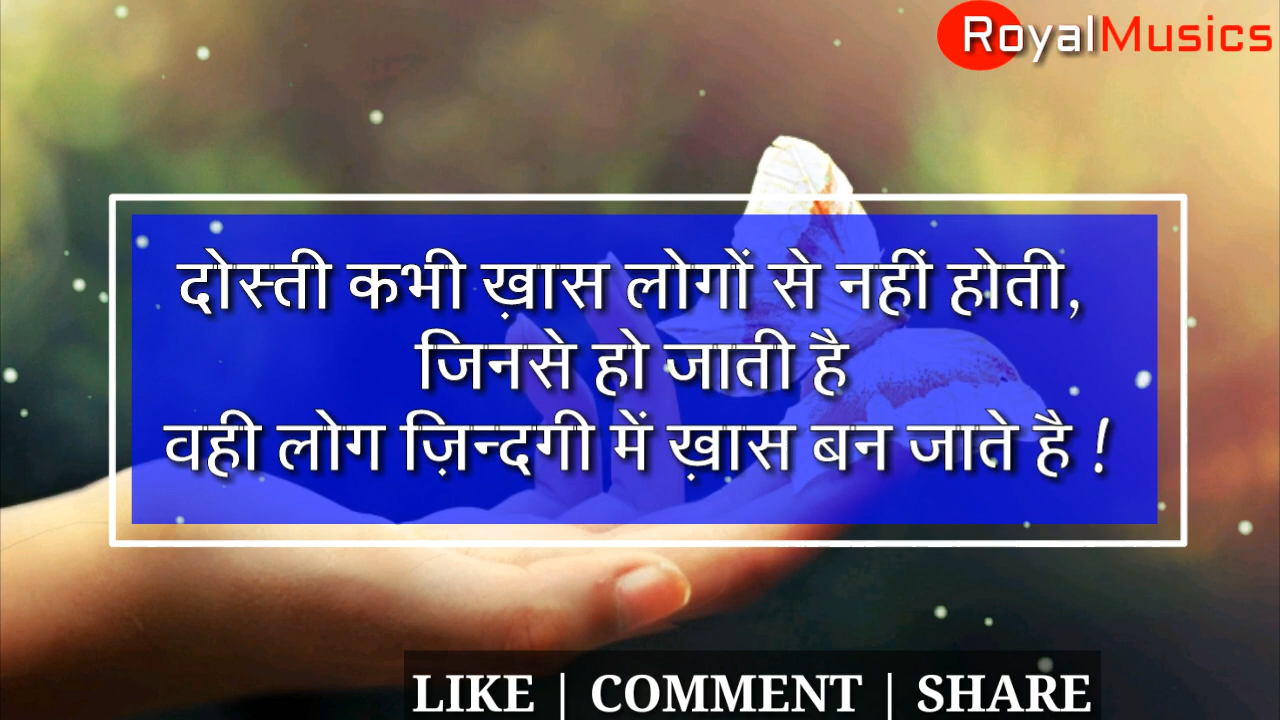 RoyalMusics
दोस्ती कभी ख़ास लोगों से नहीं होती,
जिनसे हो जाती है
वही लोग ज़िन्दगी में ख़ास बन जाते है !
LIKE | COMMENT | SHARE